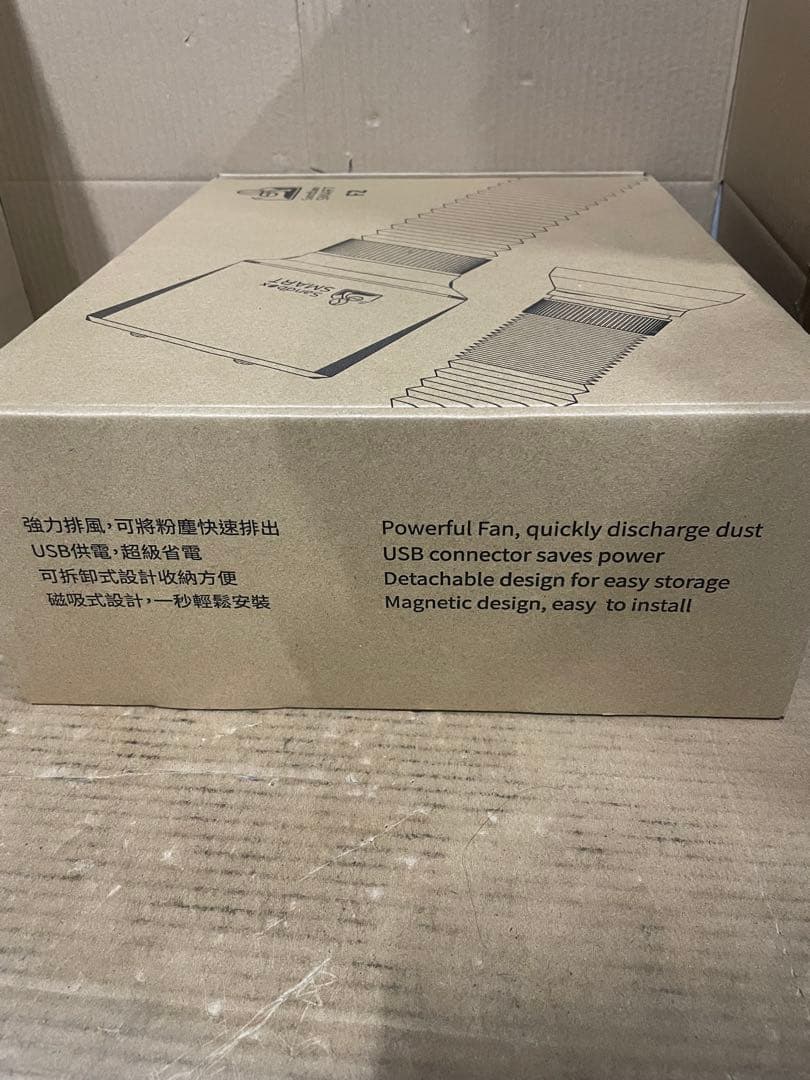 Sandbox
SMART
強力排風,可將粉塵快速排出
USB供電,超級省電
可拆卸式設計收納方便
磁吸式設計,一秒輕鬆安裝
Powerful Fan, quickly discharge dust
USB connector saves power
Detachable design for easy storage
Magnetic design, easy to install